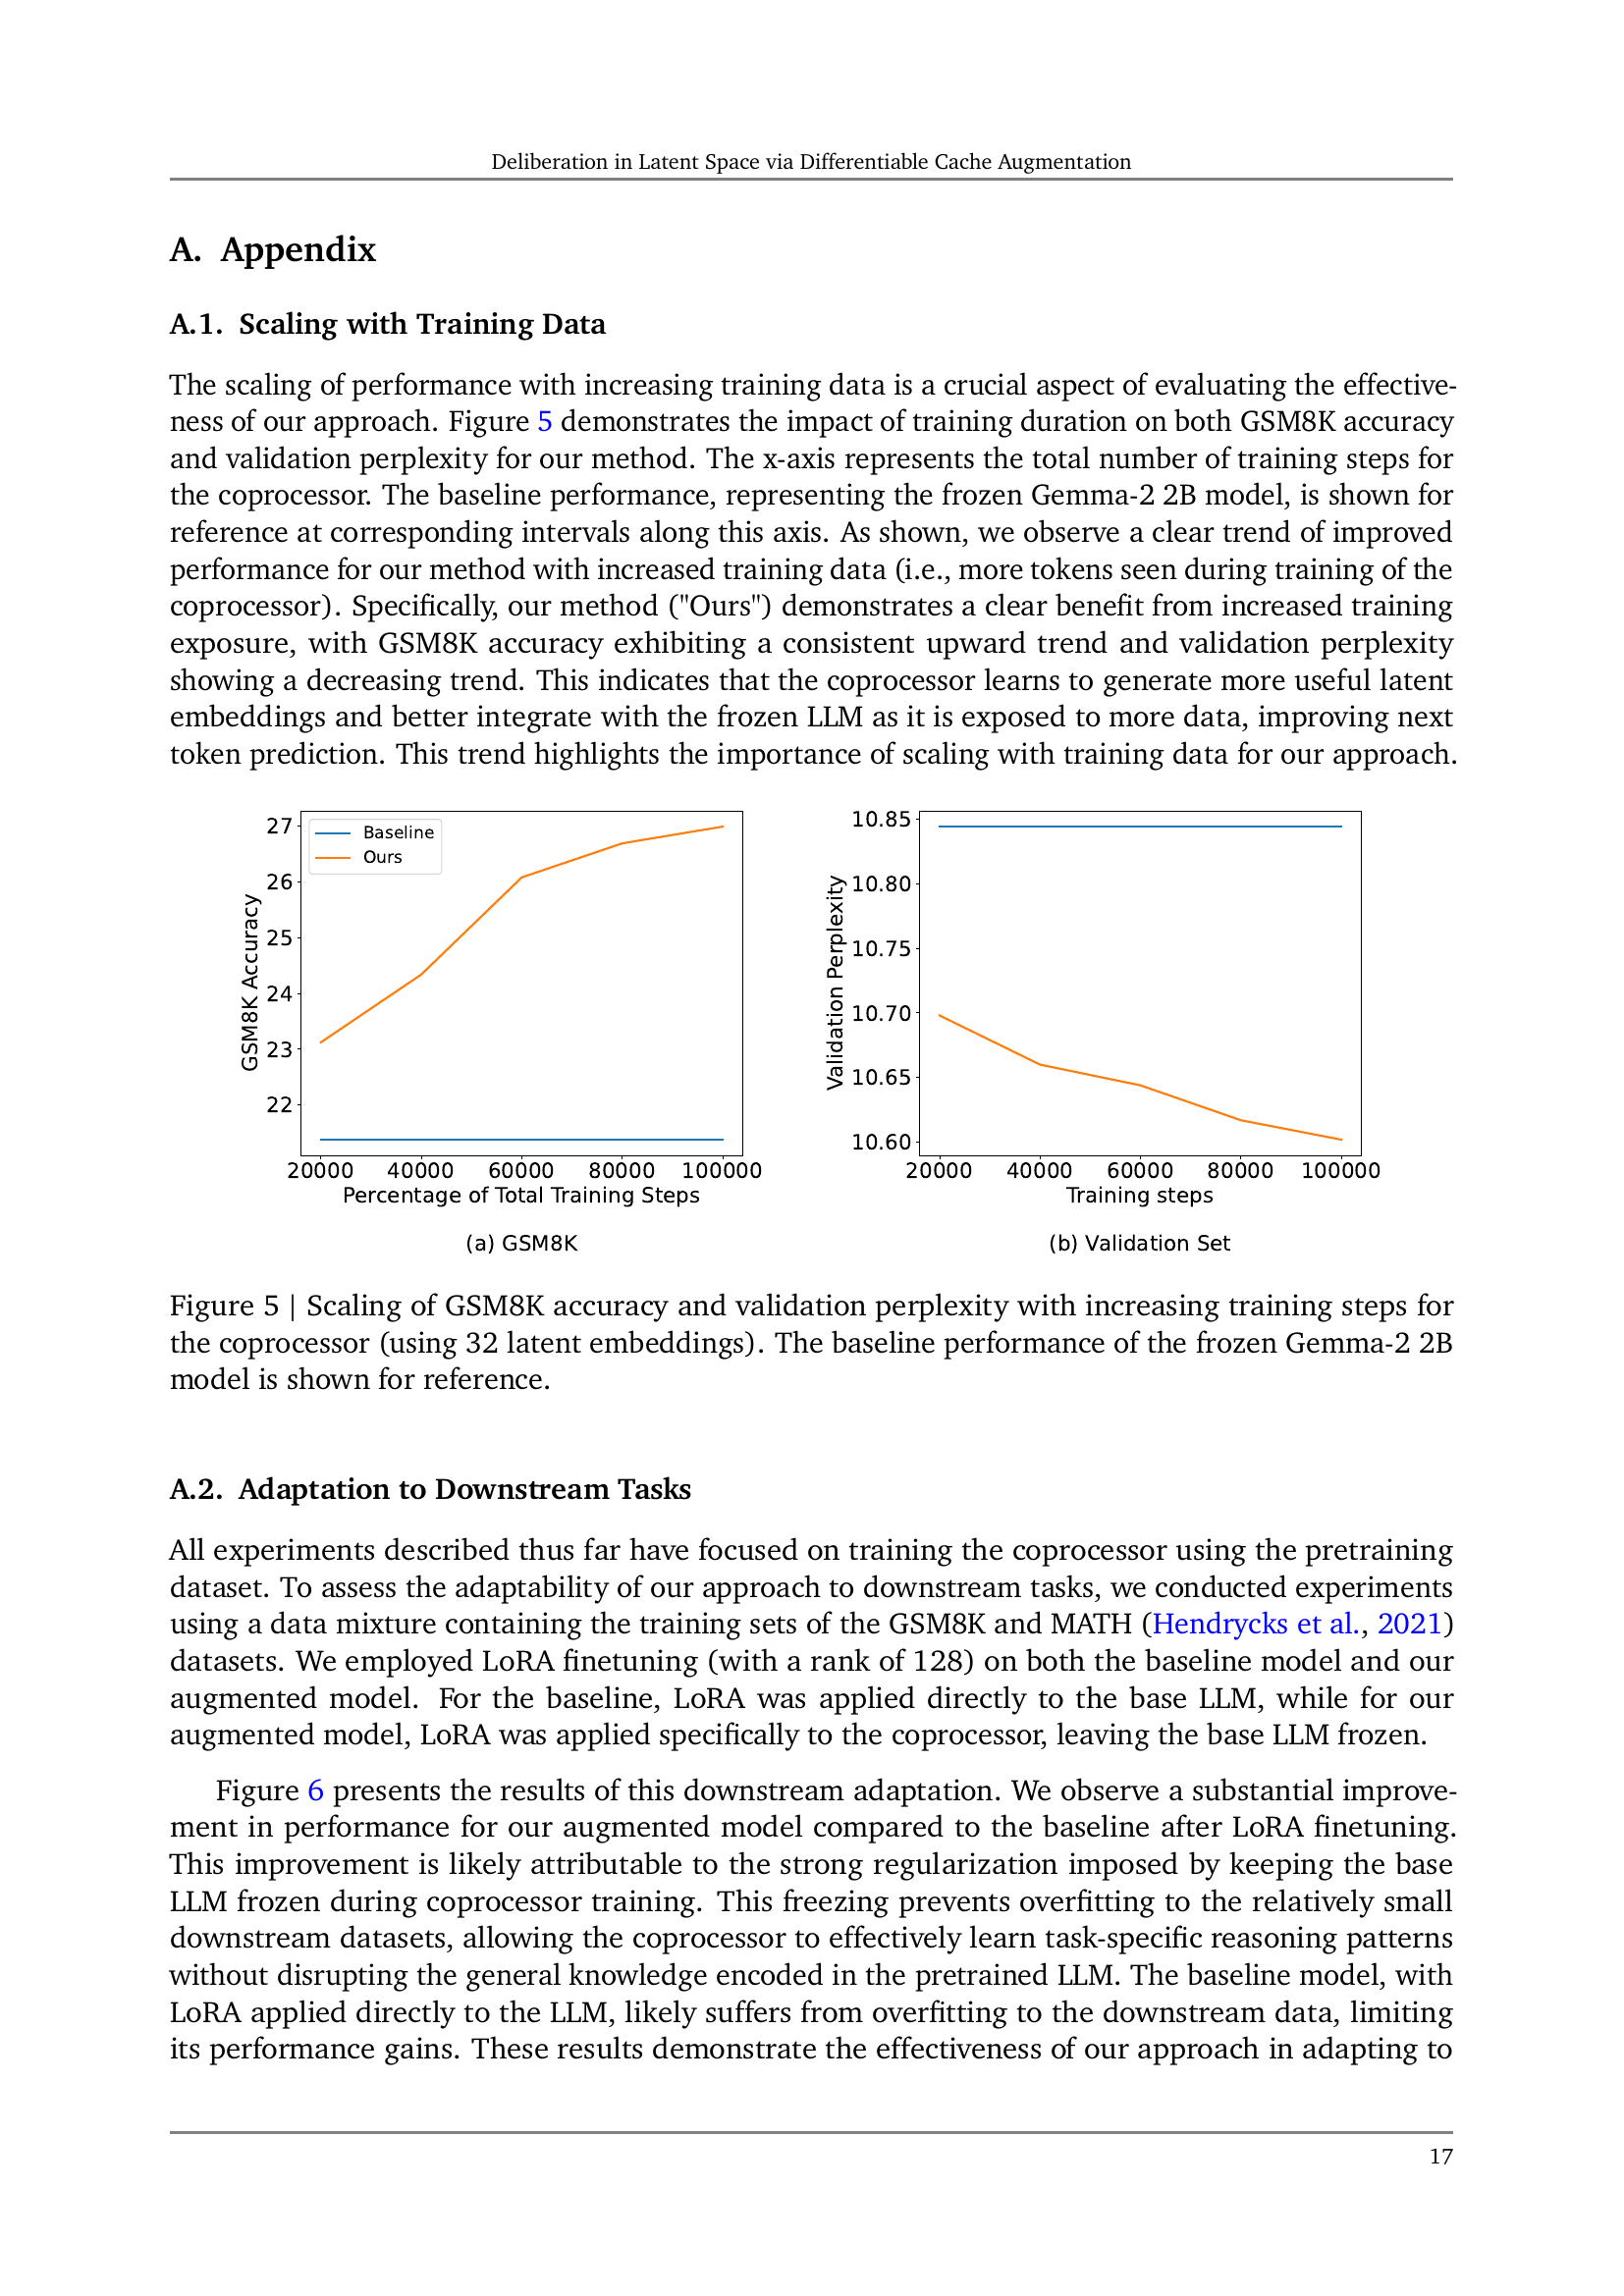 Deliberation in Latent Space via Differentiable Cache Augmentation
A. Appendix
A.1. Scaling with Training Data
The scaling of performance with increasing training data is a crucial aspect of evaluating the effective-
ness of our approach. Figure 5 demonstrates the impact of training duration on both GSM8K accuracy
and validation perplexity for our method. The x-axis represents the total number of training steps for
the coprocessor. The baseline performance, representing the frozen Gemma-2 2B model, is shown for
reference at corresponding intervals along this axis. As shown, we observe a clear trend of improved
performance for our method with increased training data (i.e., more tokens seen during training of the
coprocessor). Specifically, our method ("Ours") demonstrates a clear benefit from increased training
exposure, with GSM8K accuracy exhibiting a consistent upward trend and validation perplexity
showing a decreasing trend. This indicates that the coprocessor learns to generate more useful latent
embeddings and better integrate with the frozen LLM as it is exposed to more data, improving next
token prediction. This trend highlights the importance of scaling with training data for our approach.
GSM8K Accuracy
27
26
25
24
23
22
Baseline
Ours
20000 40000 60000 80000 100000
Percentage of Total Training Steps
(a) GSM8K
Validation Perplexity
10.85
10.80
10.75
10.70
10.65
10.60
20000 40000 60000 80000 100000
Training steps
(b) Validation Set
Figure 5 | Scaling of GSM8K accuracy and validation perplexity with increasing training steps for
the coprocessor (using 32 latent embeddings). The baseline performance of the frozen Gemma-2 2B
model is shown for reference.
A.2. Adaptation to Downstream Tasks
All experiments described thus far have focused on training the coprocessor using the pretraining
dataset. To assess the adaptability of our approach to downstream tasks, we conducted experiments
using a data mixture containing the training sets of the GSM8K and MATH (Hendrycks et al., 2021)
datasets. We employed LoRA finetuning (with a rank of 128) on both the baseline model and our
augmented model. For the baseline, LoRA was applied directly to the base LLM, while for our
augmented model, LoRA was applied specifically to the coprocessor, leaving the base LLM frozen.
Figure 6 presents the results of this downstream adaptation. We observe a substantial improve-
ment in performance for our augmented model compared to the baseline after LoRA finetuning.
This improvement is likely attributable to the strong regularization imposed by keeping the base
LLM frozen during coprocessor training. This freezing prevents overfitting to the relatively small
downstream datasets, allowing the coprocessor to effectively learn task-specific reasoning patterns
without disrupting the general knowledge encoded in the pretrained LLM. The baseline model, with
LoRA applied directly to the LLM, likely suffers from overfitting to the downstream data, limiting
its performance gains. These results demonstrate the effectiveness of our approach in adapting to
17